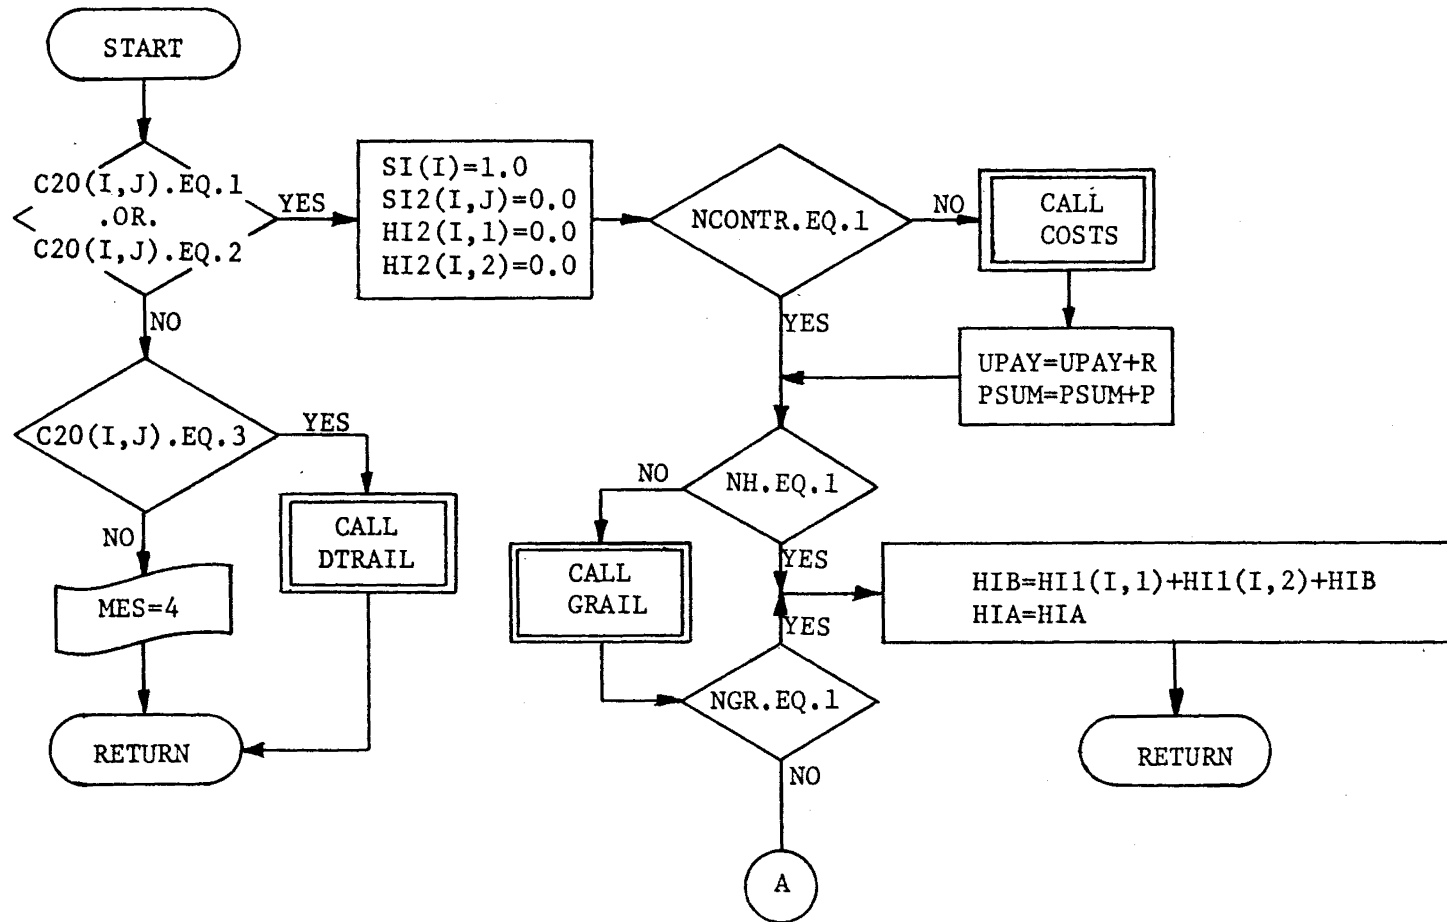 START
C20(I,J).EQ.1
.OR.
C20(I,J).EQ.2
YES
NO
SI(I)=1.0
SI2(I,J)=0.0
HI2(I,1)=0.0
HI2(I,2)=0.0
NCONTR.EQ.1
NO
YES
CALL
COSTS
UPAY=UPAY+R
PSUM=PSUM+P
C20(I,J).EQ.3
YES
NO
CALL
DTRAIL
MES=4
RETURN
NH.EQ.1
NO
YES
CALL
GRAIL
YES
NGR.EQ.1
NO
HIB=HI1(I,1)+HI1(I,2)+HIB
HIA=HIA
RETURN
A